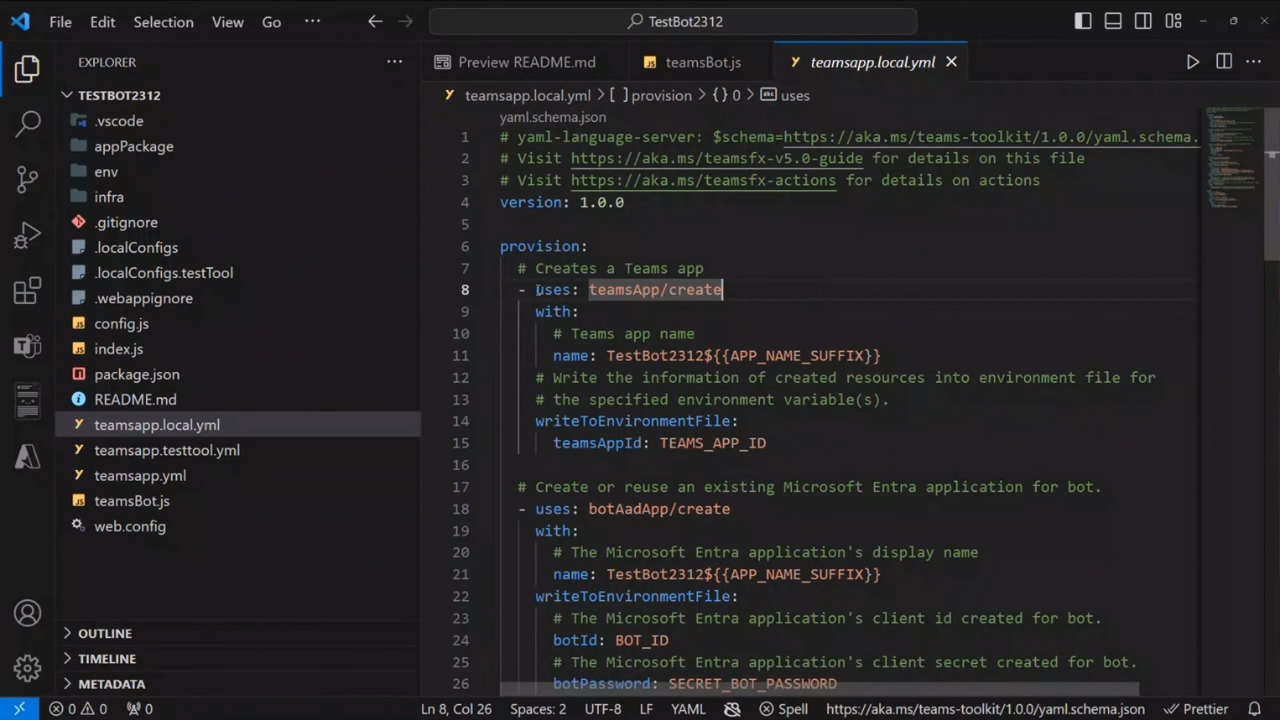 File Edit Selection View Go ··· TestBot2312
EXPLORER ···
TESTBOT2312
.vscode
appPackage
env
infra
.gitignore
.localConfigs
.localConfigs.testTool
.webappignore
config.js
index.js
package.json
README.md
teamsapp.local.yml
teamsapp.testtool.yml
teamsapp.yml
teamsBot.js
web.config
OUTLINE
TIMELINE
METADATA
Preview README.md teamsBot.js teamsapp.local.yml
teamsapp.local.yml > [ ] provision > {} 0 > uses
yaml.schema.json
1 # yaml-language-server: $schema=https://aka.ms/teams-toolkit/1.0.0/yaml.schema.
2 # Visit https://aka.ms/teamsfx-v5.0-guide for details on this file
3 # Visit https://aka.ms/teamsfx-actions for details on actions
4 version: 1.0.0
5
6 provision:
7 # Creates a Teams app
8 - uses: teamsApp/create
9 with:
10 # Teams app name
11 name: TestBot2312${{APP_NAME_SUFFIX}}
12 # Write the information of created resources into environment file for
13 # the specified environment variable(s).
14 writeToEnvironmentFile:
15 teamsAppId: TEAMS_APP_ID
16
17 # Create or reuse an existing Microsoft Entra application for bot.
18 - uses: botAadApp/create
19 with:
20 # The Microsoft Entra application's display name
21 name: TestBot2312${{APP_NAME_SUFFIX}}
22 writeToEnvironmentFile:
23 # The Microsoft Entra application's client id created for bot.
24 botId: BOT_ID
25 # The Microsoft Entra application's client secret created for bot.
26 botPassword: SECRET_BOT_PASSWORD
0 0 0 Ln 8, Col 26 Spaces: 2 UTF-8 LF YAML Spell https://aka.ms/teams-toolkit/1.0.0/yaml.schema.json Prettier